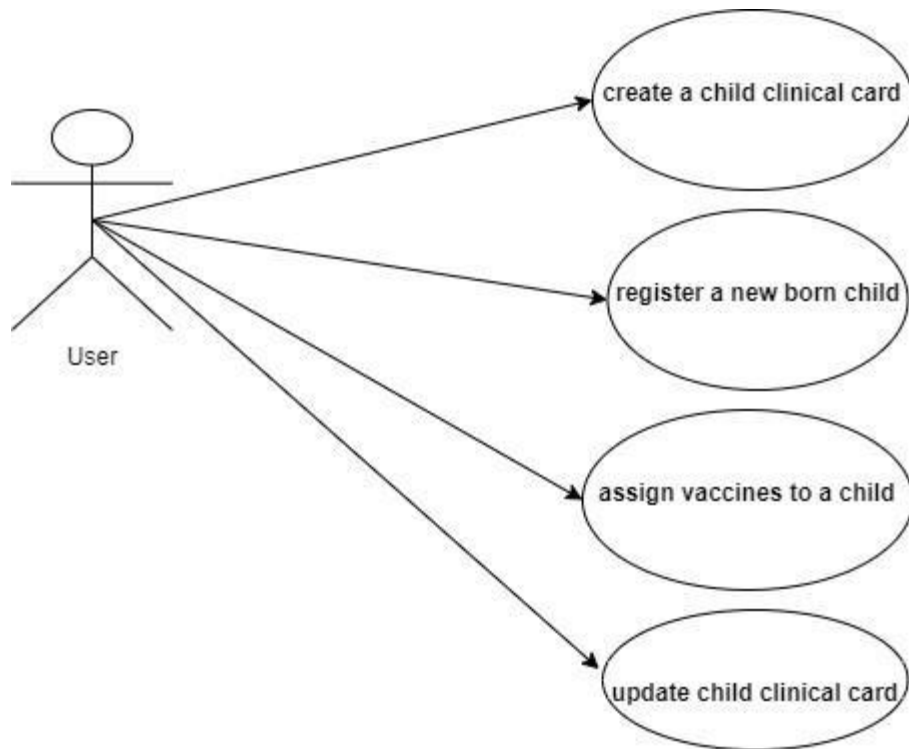 create a child clinical card
register a new born child
User
assign vaccines to a child
update child clinical card